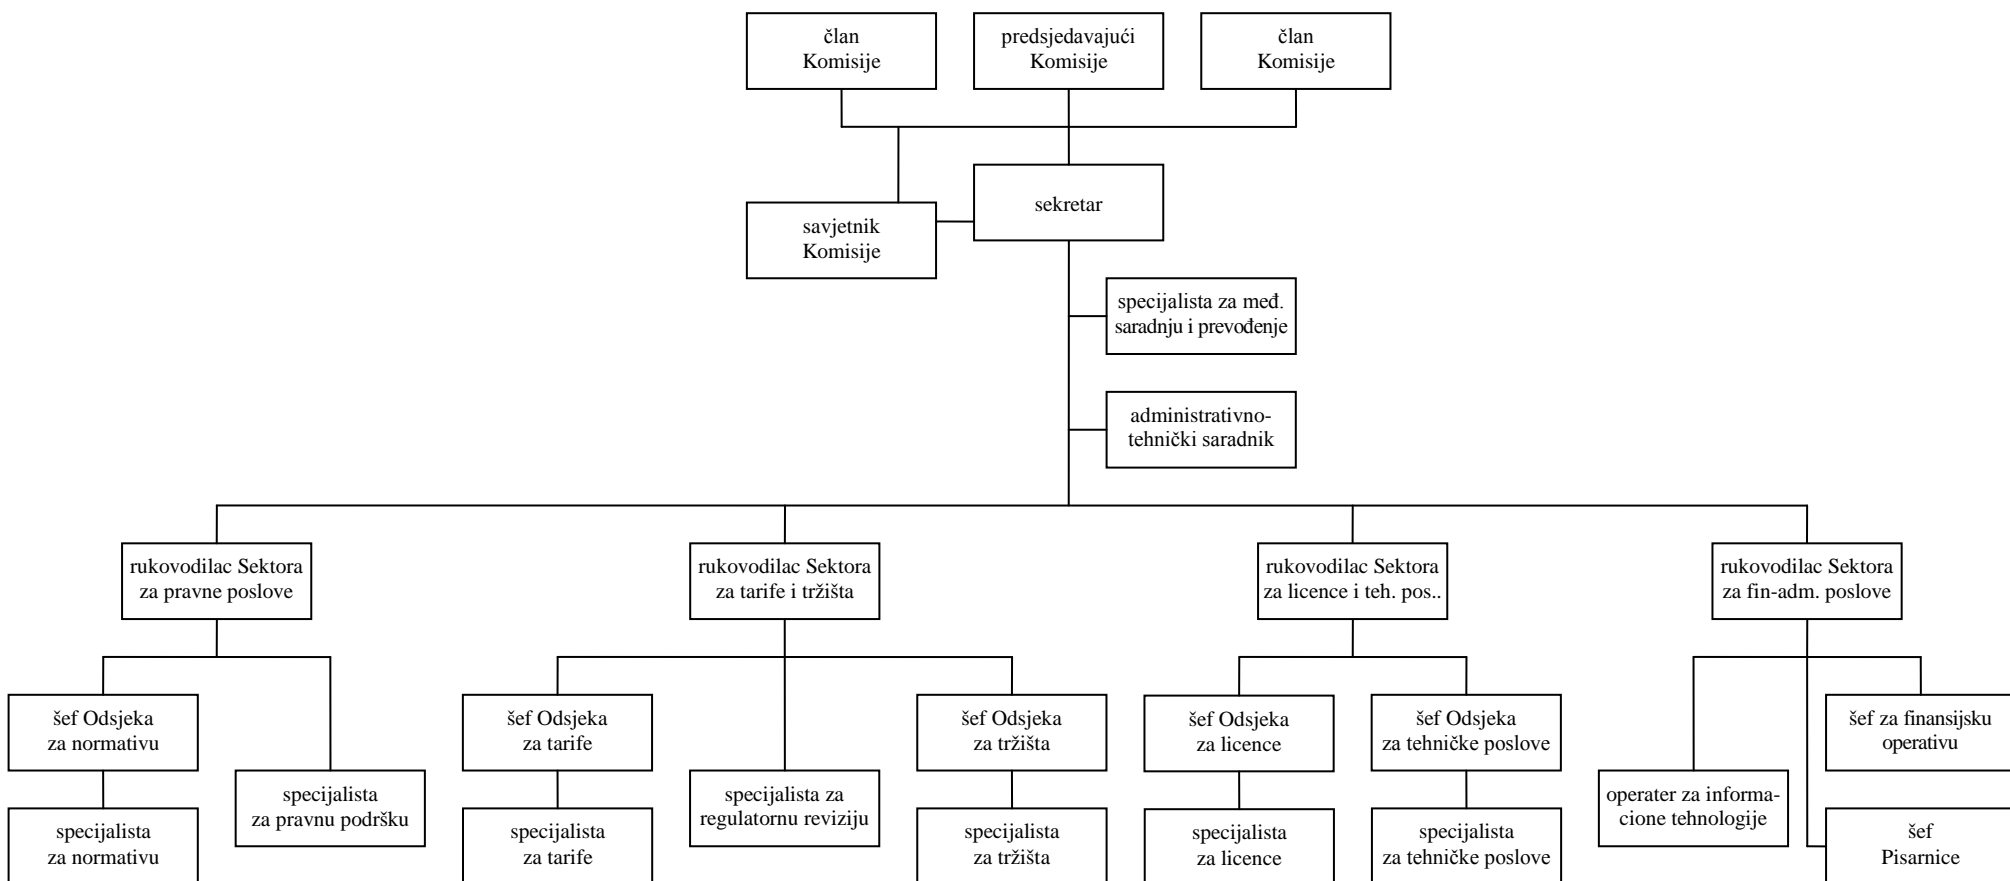 član
Komisije
predsjedavajući
Komisije
član
Komisije
sekretar
savjetnik
Komisije
specijalista za međ.
saradnju i prevođenje
administrativno-
tehnički saradnik
rukovodilac Sektora
za pravne poslove
rukovodilac Sektora
za tarife i tržišta
rukovodilac Sektora
za licence i teh. pos..
rukovodilac Sektora
za fin-adm. poslove
šef Odsjeka
za normativu
šef Odsjeka
za tarife
šef Odsjeka
za tržišta
šef Odsjeka
za licence
šef Odsjeka
za tehničke poslove
šef za finansijsku
operativu
specijalista
za pravnu podršku
specijalista za
regulatornu reviziju
operater za informa-
cione tehnologije
specijalista
za normativu
specijalista
za tarife
specijalista
za tržišta
specijalista
za licence
specijalista
za tehničke poslove
šef
Pisarnice